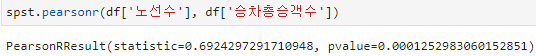 spst.pearsonr(df['노선수'], df['승차총승객수'])
PearsonRResult(statistic=0.6924297291710948, pvalue=0.0001252983060152851)